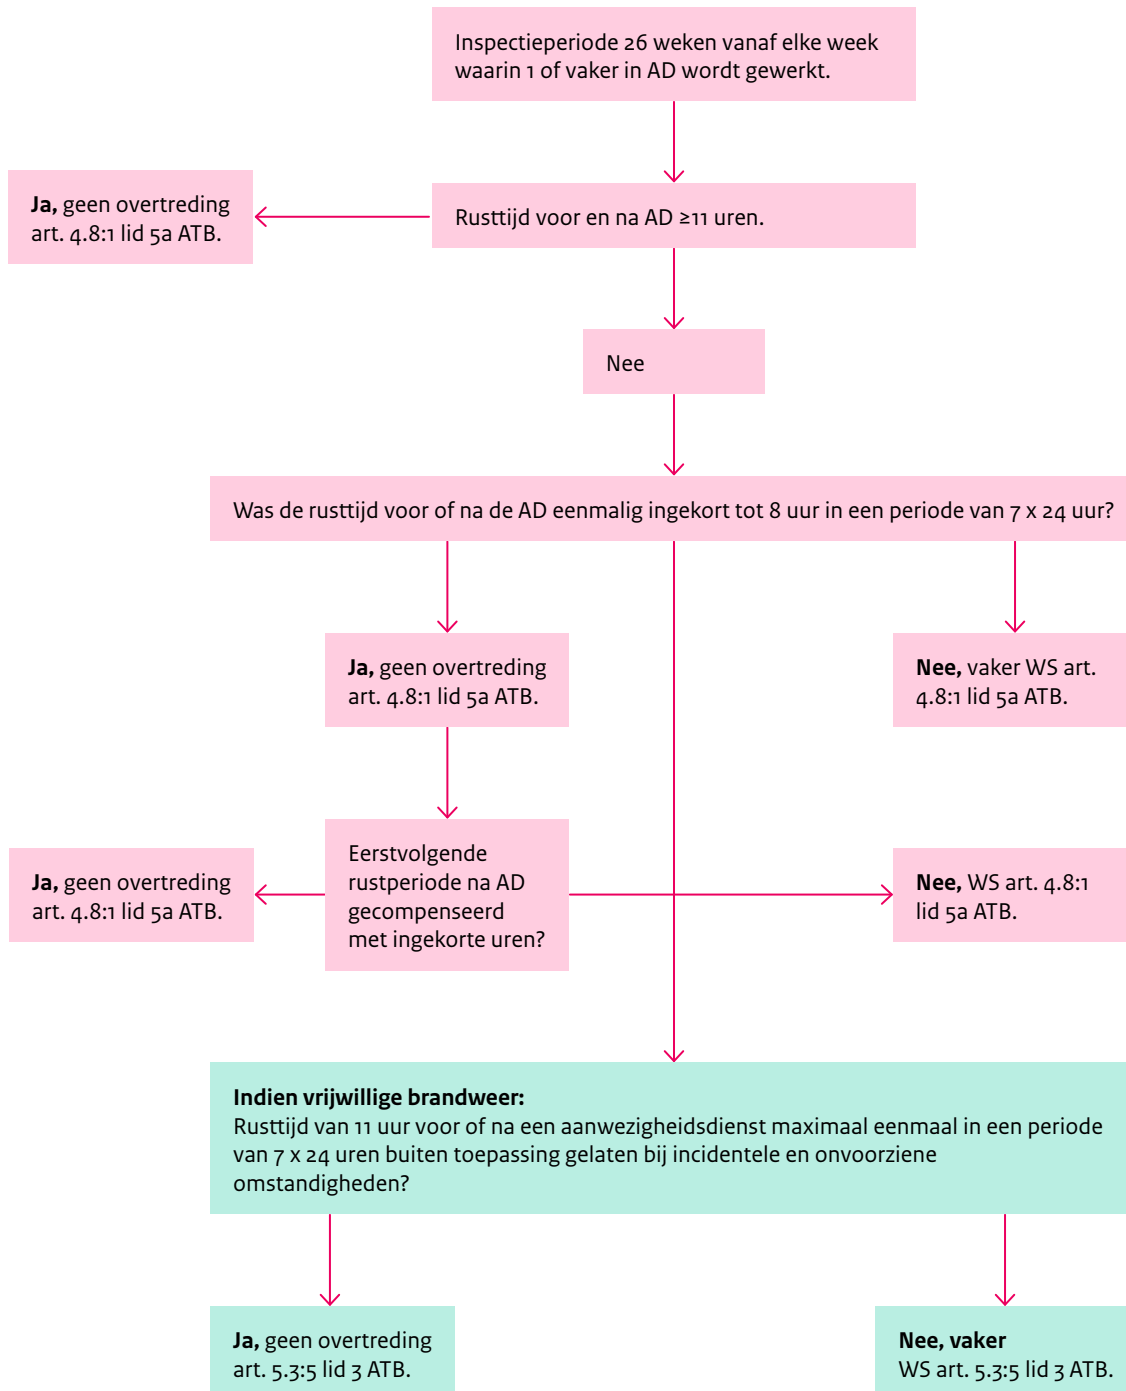 Inspectieperiode 26 weken vanaf elke week
waarin 1 of vaker in AD wordt gewerkt.
Ja, geen overtreding
art. 4.8:1 lid 5a ATB.
Rusttijd voor en na AD ≥11 uren.
Nee
Was de rusttijd voor of na de AD eenmalig ingekort tot 8 uur in een periode van 7 x 24 uur?
Ja, geen overtreding
art. 4.8:1 lid 5a ATB.
Nee, vaker WS art.
4.8:1 lid 5a ATB.
Ja, geen overtreding
art. 4.8:1 lid 5a ATB.
Eerstvolgende
rustperiode na AD
gecompenseerd
met ingekorte uren?
Nee, WS art. 4.8:1
lid 5a ATB.
Indien vrijwillige brandweer:
Rusttijd van 11 uur voor of na een aanwezigheidsdienst maximaal eenmaal in een periode
van 7 x 24 uren buiten toepassing gelaten bij incidentele en onvoorziene
omstandigheden?
Ja, geen overtreding
art. 5.3:5 lid 3 ATB.
Nee, vaker
WS art. 5.3:5 lid 3 ATB.